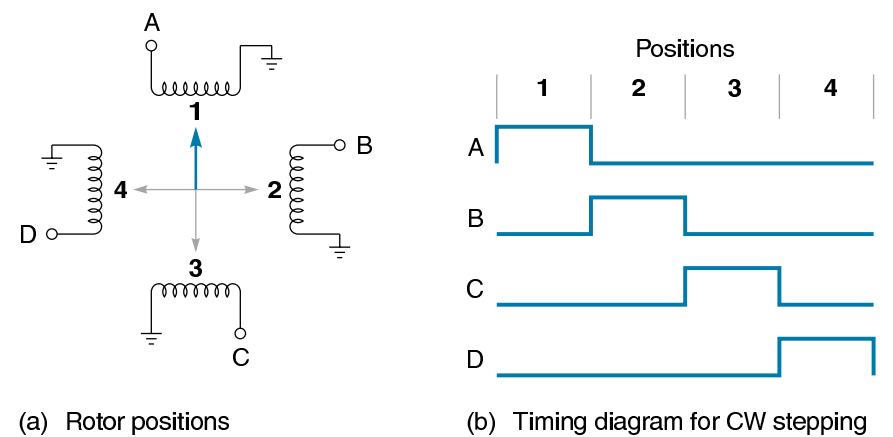 A
1
B
4
2
D
3
C
(a) Rotor positions
Positions
1 2 3 4
A
B
C
D
(b) Timing diagram for CW stepping